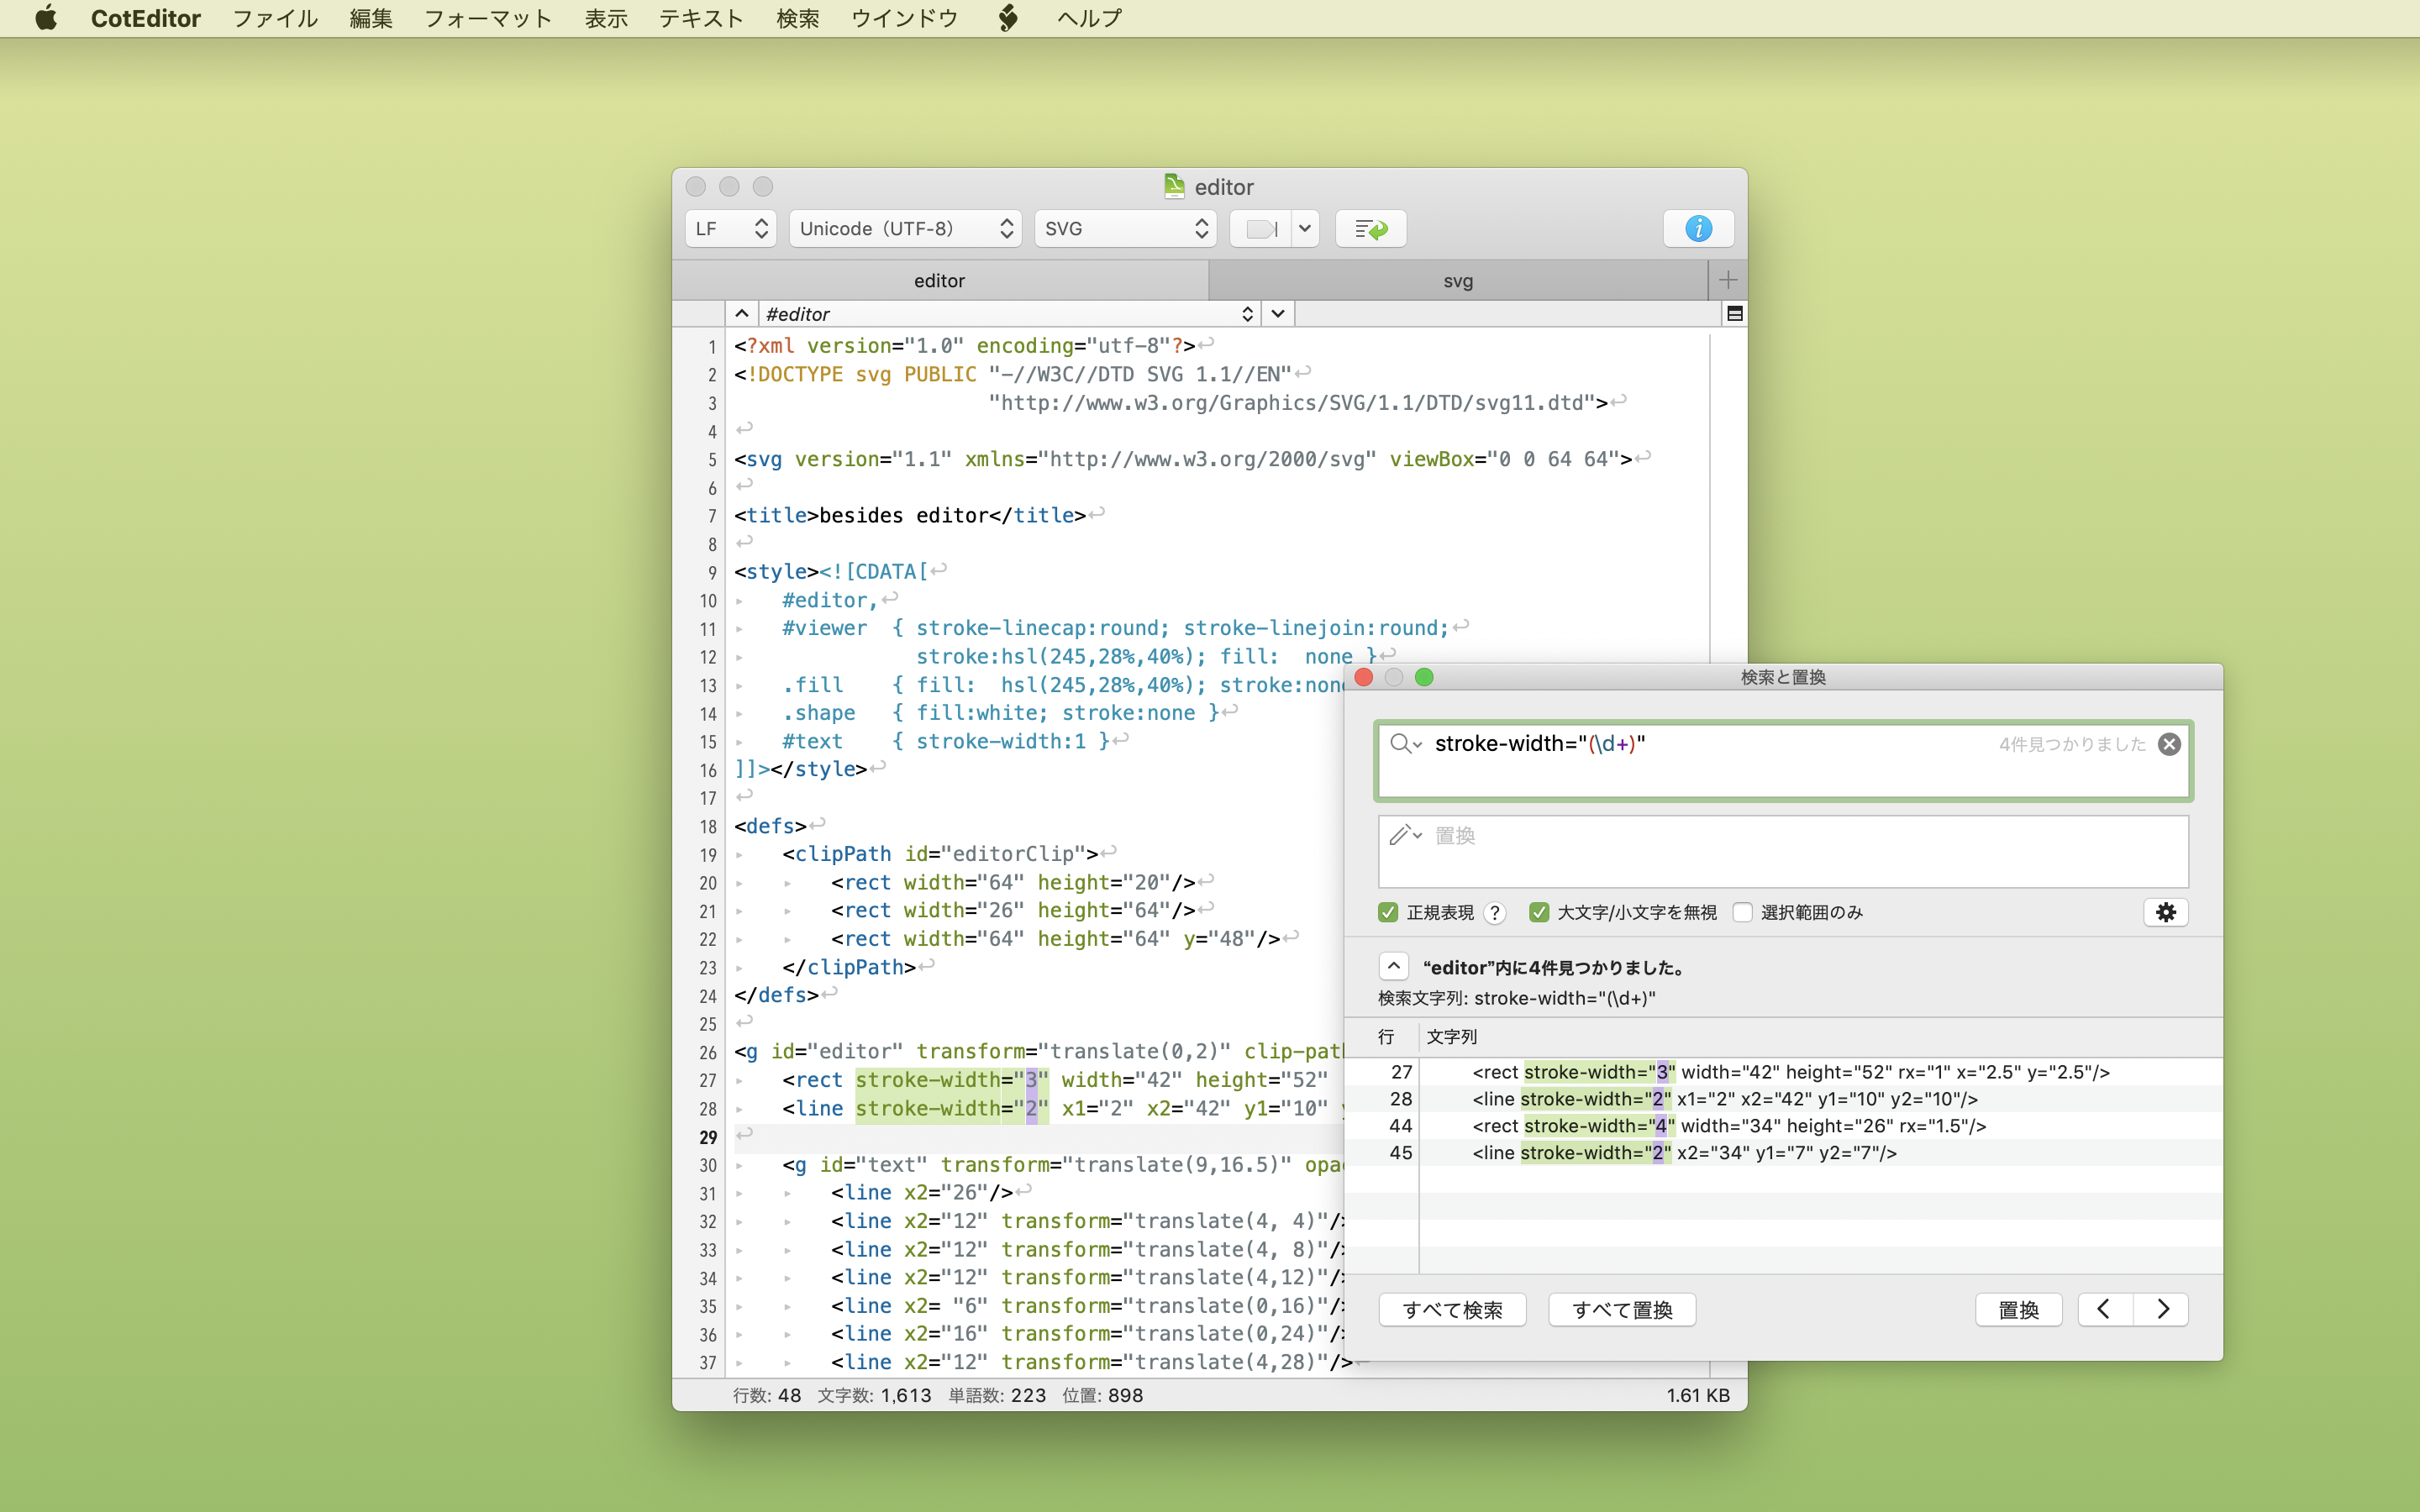 CotEditor ファイル 編集 フォーマット 表示 テキスト 検索 ウインドウ ヘルプ
editor
LF Unicode（UTF-8） SVG
editor svg
#editor
1 <?xml version="1.0" encoding="utf-8"?>
2 <!DOCTYPE svg PUBLIC "-//W3C//DTD SVG 1.1//EN"
3 "http://www.w3.org/Graphics/SVG/1.1/DTD/svg11.dtd">
4
5 <svg version="1.1" xmlns="http://www.w3.org/2000/svg" viewBox="0 0 64 64">
6
7 <title>besides editor</title>
8
9 <style><![CDATA[
10 #editor,
11 #viewer { stroke-linecap:round; stroke-linejoin:round;
12 stroke:hsl(245,28%,40%); fill: none }
13 .fill { fill: hsl(245,28%,40%); stroke:none
14 .shape { fill:white; stroke:none }
15 #text { stroke-width:1 }
16 ]]></style>
17
18 <defs>
19 <clipPath id="editorClip">
20 <rect width="64" height="20"/>
21 <rect width="26" height="64"/>
22 <rect width="64" height="64" y="48"/>
23 </clipPath>
24 </defs>
25
26 <g id="editor" transform="translate(0,2)" clip-path
27 <rect stroke-width="3" width="42" height="52"
28 <line stroke-width="2" x1="2" x2="42" y1="10"
29
30 <g id="text" transform="translate(9,16.5)" opac
31 <line x2="26"/>
32 <line x2="12" transform="translate(4, 4)"/>
33 <line x2="12" transform="translate(4, 8)"/>
34 <line x2="12" transform="translate(4,12)"/>
35 <line x2= "6" transform="translate(0,16)"/>
36 <line x2="16" transform="translate(0,24)"/>
37 <line x2="12" transform="translate(4,28)"/>
行数: 48 文字数: 1,613 単語数: 223 位置: 898 1.61 KB
検索と置換
stroke-width="(\d+)" 4件見つかりました
置換
正規表現 ? 大文字/小文字を無視 選択範囲のみ
“editor”内に4件見つかりました。
検索文字列: stroke-width="(\d+)"
行 文字列
27 <rect stroke-width="3" width="42" height="52" rx="1" x="2.5" y="2.5"/>
28 <line stroke-width="2" x1="2" x2="42" y1="10" y2="10"/>
44 <rect stroke-width="4" width="34" height="26" rx="1.5"/>
45 <line stroke-width="2" x2="34" y1="7" y2="7"/>
すべて検索 すべて置換 置換